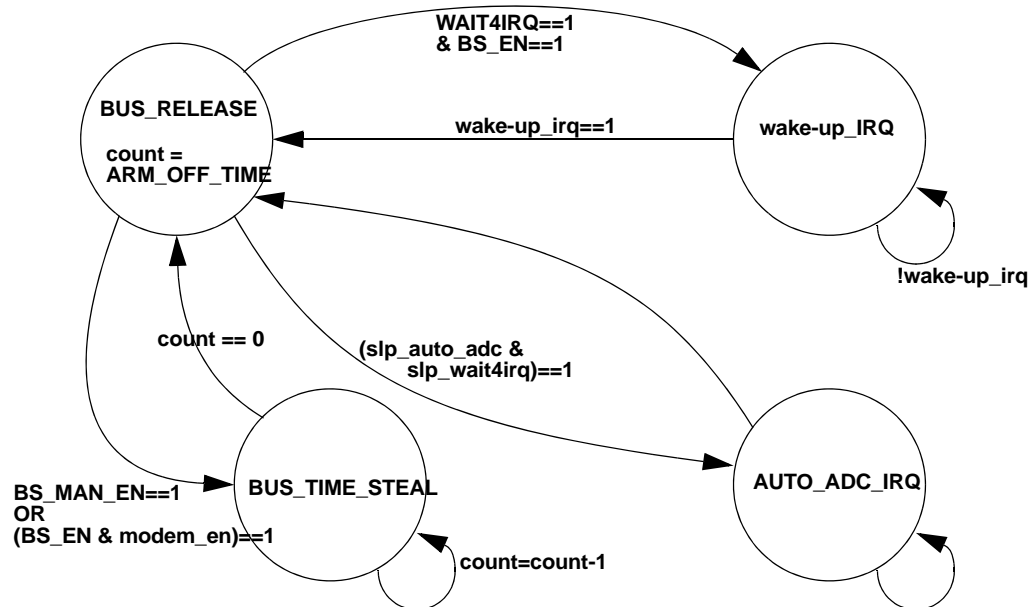 WAIT4IRQ==1
& BS_EN==1
BUS_RELEASE
count =
ARM_OFF_TIME
wake-up_irq==1
wake-up_IRQ
!wake-up_irq
count == 0
(slp_auto_adc &
slp_wait4irq)==1
BS_MAN_EN==1
OR
(BS_EN & modem_en)==1
BUS_TIME_STEAL
count=count-1
AUTO_ADC_IRQ